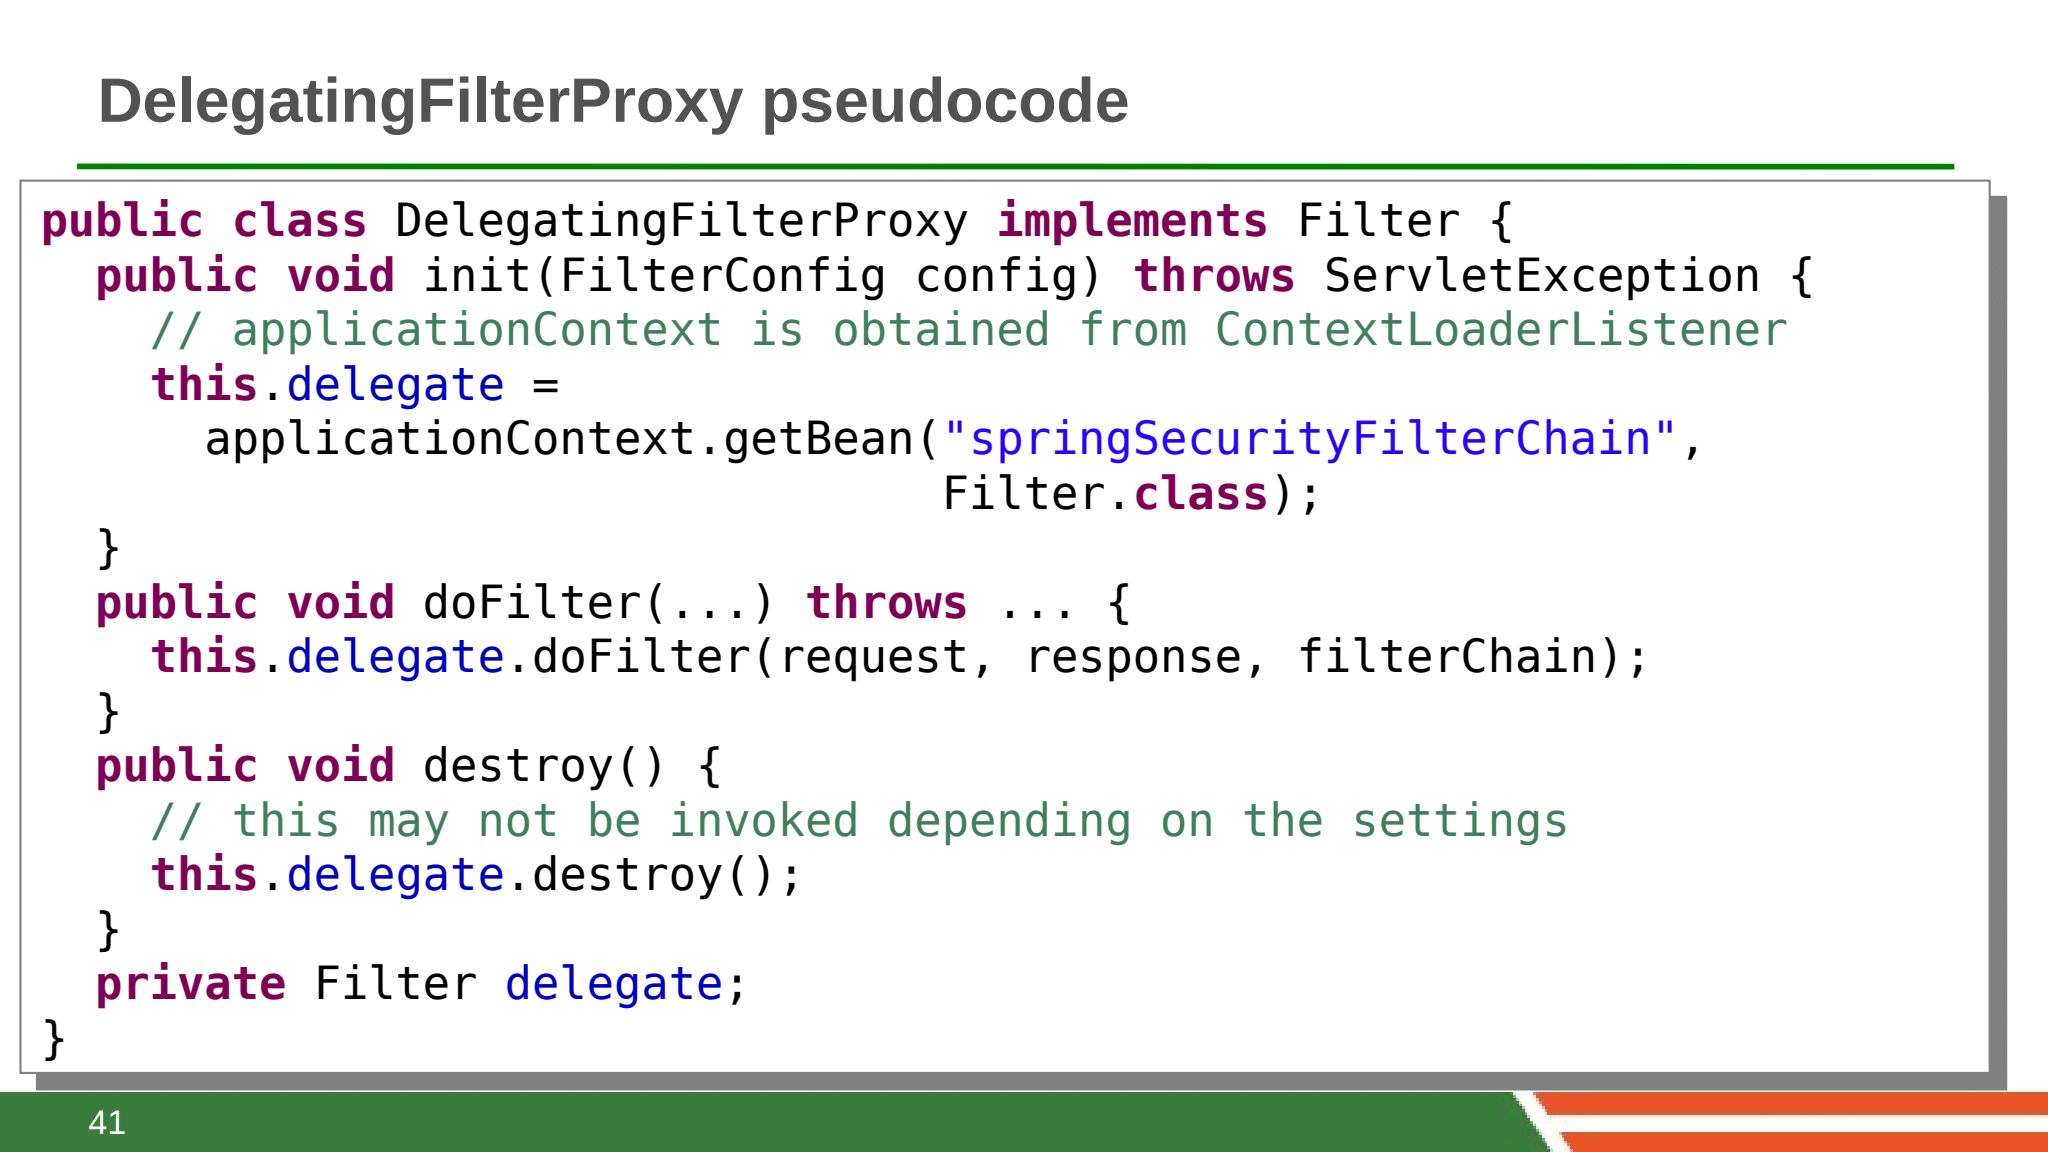 DelegatingFilterProxy pseudocode
public class DelegatingFilterProxy implements Filter {
  public void init(FilterConfig config) throws ServletException {
    // applicationContext is obtained from ContextLoaderListener
    this.delegate =
      applicationContext.getBean("springSecurityFilterChain",
                                 Filter.class);
  }
  public void doFilter(...) throws ... {
    this.delegate.doFilter(request, response, filterChain);
  }
  public void destroy() {
    // this may not be invoked depending on the settings
    this.delegate.destroy();
  }
  private Filter delegate;
}
41